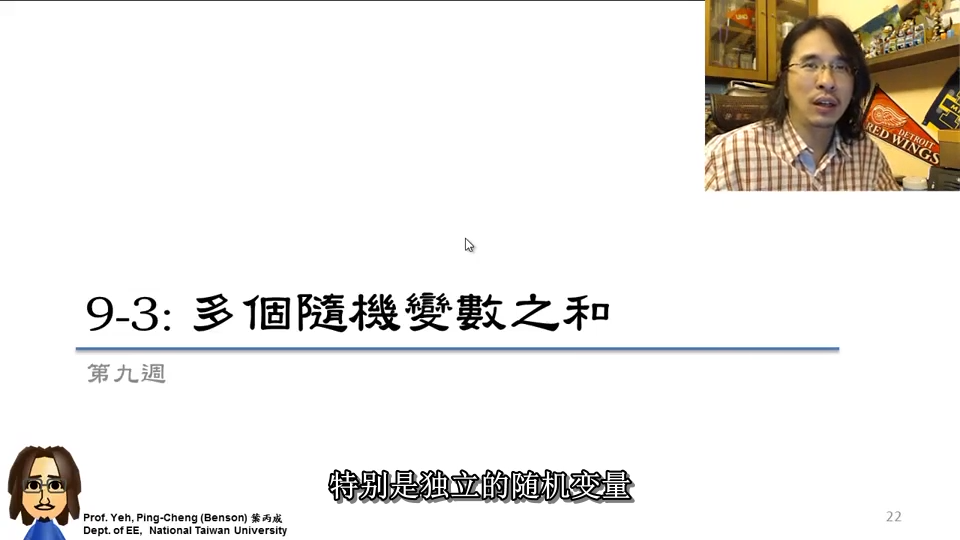 DETROIT
RED WINGS
9-3: 多個隨機變數之和
第九週
特别是独立的随机变量
Prof. Yeh, Ping-Cheng (Benson) 葉丙成
Dept. of EE, National Taiwan University
22